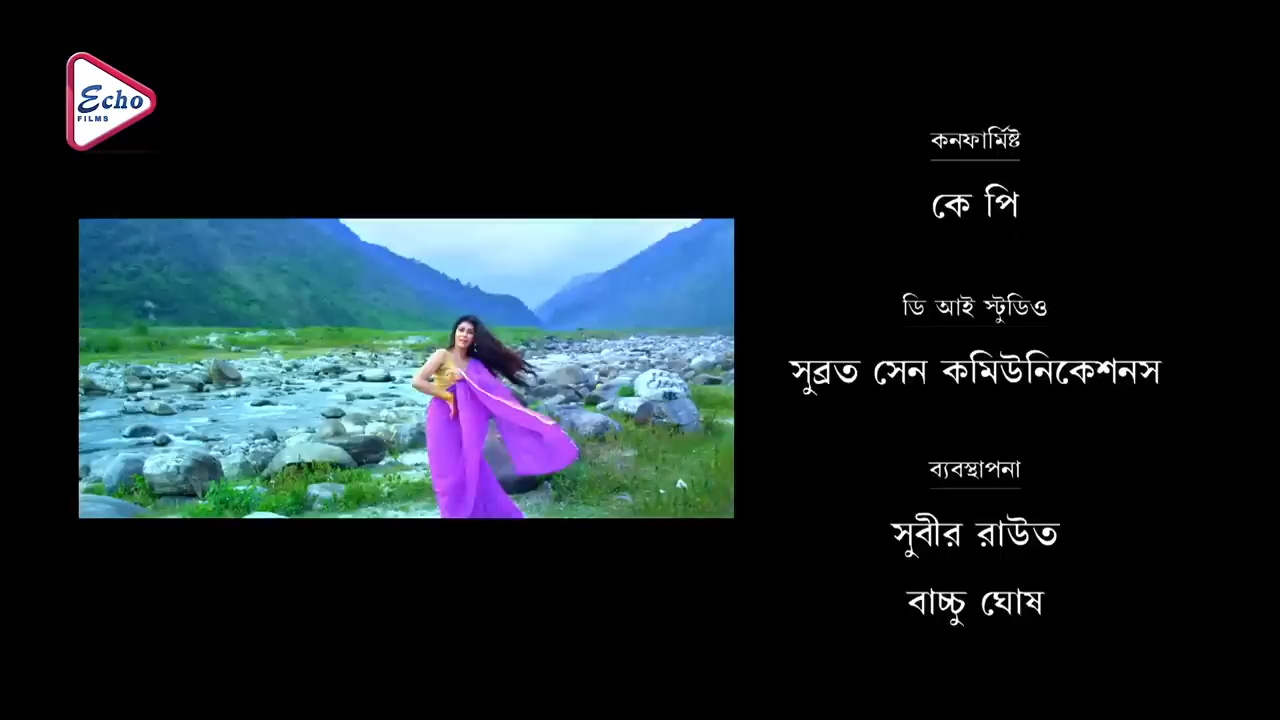 Echo
FILMS
কনফার্মিষ্ট
কে পি
ডি আই স্টুডিও
সুব্রত সেন কমিউনিকেশনস
ব্যবস্থাপনা
সুবীর রাউত
বাচ্চু ঘোষ